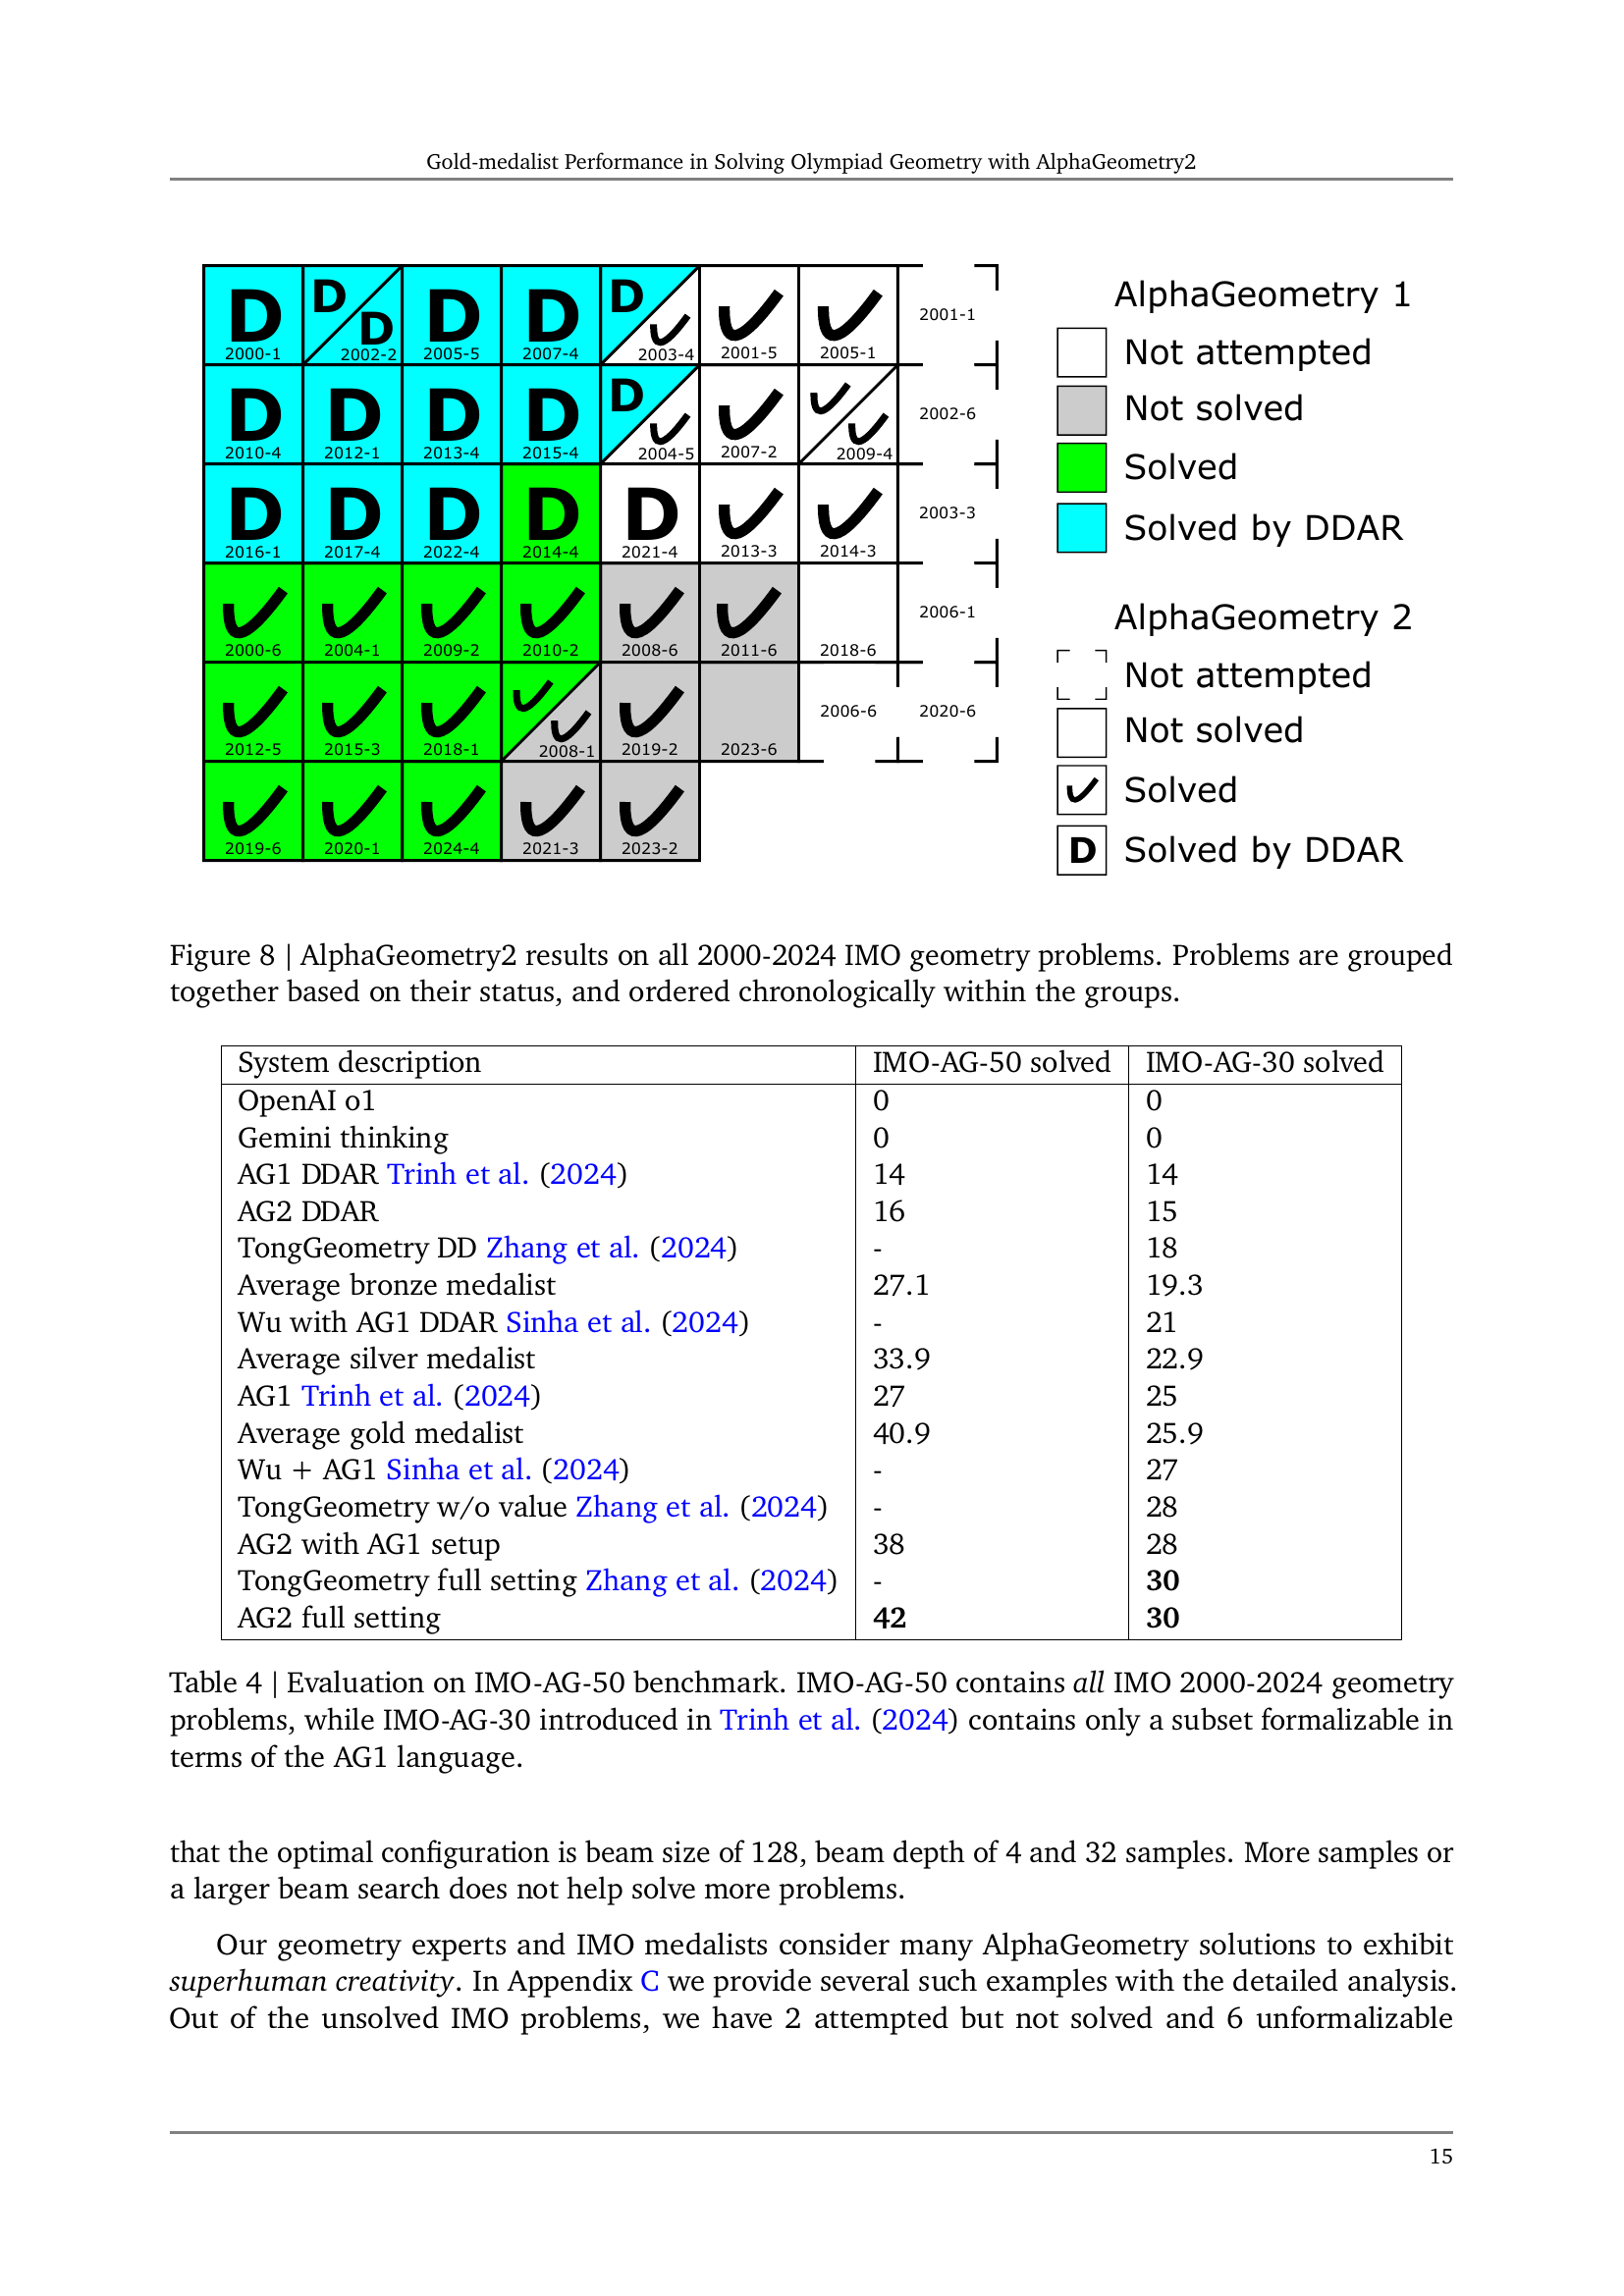 Gold-medalist Performance in Solving Olympiad Geometry with AlphaGeometry2
D D D D D D
2000-1 2002-2 2005-5 2007-4 2003-4 2001-5 2005-1 2001-1
D D D D D
2010-4 2012-1 2013-4 2015-4 2004-5 2007-2 2009-4 2002-6
D D D D D
2016-1 2017-4 2022-4 2014-4 2021-4 2013-3 2014-3 2003-3
2000-6 2004-1 2009-2 2010-2 2008-6 2011-6 2018-6 2006-1
2012-5 2015-3 2018-1 2008-1 2019-2 2023-6 2006-6 2020-6
2019-6 2020-1 2024-4 2021-3 2023-2
AlphaGeometry 1
Not attempted
Not solved
Solved
Solved by DDAR
AlphaGeometry 2
Not attempted
Not solved
Solved
D Solved by DDAR
Figure 8 | AlphaGeometry2 results on all 2000-2024 IMO geometry problems. Problems are grouped
together based on their status, and ordered chronologically within the groups.
System description IMO-AG-50 solved IMO-AG-30 solved
OpenAI o1 0 0
Gemini thinking 0 0
AG1 DDAR Trinh et al. (2024) 14 14
AG2 DDAR 16 15
TongGeometry DD Zhang et al. (2024) - 18
Average bronze medalist 27.1 19.3
Wu with AG1 DDAR Sinha et al. (2024) - 21
Average silver medalist 33.9 22.9
AG1 Trinh et al. (2024) 27 25
Average gold medalist 40.9 25.9
Wu + AG1 Sinha et al. (2024) - 27
TongGeometry w/o value Zhang et al. (2024) - 28
AG2 with AG1 setup 38 28
TongGeometry full setting Zhang et al. (2024) - 30
AG2 full setting 42 30
Table 4 | Evaluation on IMO-AG-50 benchmark. IMO-AG-50 contains all IMO 2000-2024 geometry
problems, while IMO-AG-30 introduced in Trinh et al. (2024) contains only a subset formalizable in
terms of the AG1 language.
that the optimal configuration is beam size of 128, beam depth of 4 and 32 samples. More samples or
a larger beam search does not help solve more problems.
Our geometry experts and IMO medalists consider many AlphaGeometry solutions to exhibit
superhuman creativity. In Appendix C we provide several such examples with the detailed analysis.
Out of the unsolved IMO problems, we have 2 attempted but not solved and 6 unformalizable
15